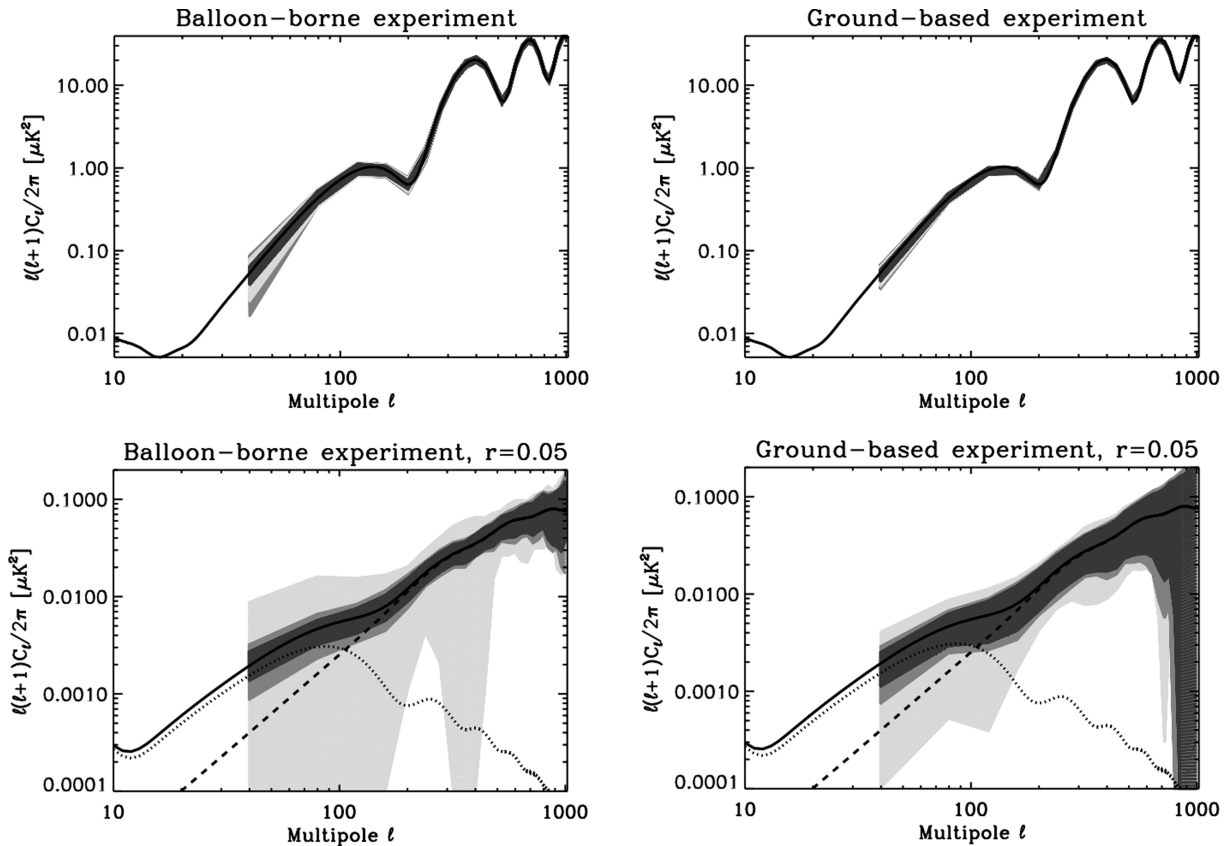 Balloon-borne experiment
ℓ(ℓ+1)Cℓ/2π [μK²]
10.00
1.00
0.10
0.01
10 100 1000
Multipole ℓ
Ground-based experiment
ℓ(ℓ+1)Cℓ/2π [μK²]
10.00
1.00
0.10
0.01
10 100 1000
Multipole ℓ
Balloon-borne experiment, r=0.05
ℓ(ℓ+1)Cℓ/2π [μK²]
0.1000
0.0100
0.0010
0.0001
10 100 1000
Multipole ℓ
Ground-based experiment, r=0.05
ℓ(ℓ+1)Cℓ/2π [μK²]
0.1000
0.0100
0.0010
0.0001
10 100 1000
Multipole ℓ